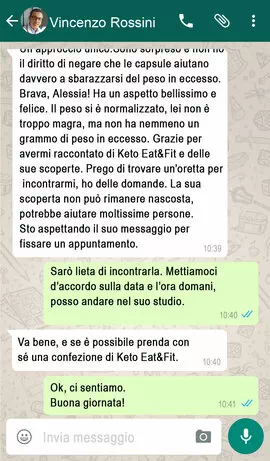 Vincenzo Rossini
Un approccio unico.Sono sorpreso e non ho
il diritto di negare che le capsule aiutano
davvero a sbarazzarsi del peso in eccesso.
Brava, Alessia! Ha un aspetto bellissimo e
felice. Il peso si è normalizzato, lei non è
troppo magra, ma non ha nemmeno un
grammo di peso in eccesso. Grazie per
avermi raccontato di Keto Eat&Fit e delle
sue scoperte. Prego di trovare un'oretta per
incontrarmi, ho delle domande. La sua
scoperta non può rimanere nascosta,
potrebbe aiutare moltissime persone.
Sto aspettando il suo messaggio per
fissare un appuntamento.
10:39
Sarò lieta di incontrarla. Mettiamoci
d'accordo sulla data e l'ora domani,
posso andare nel suo studio.
10:40
Va bene, e se è possibile prenda con
sé una confezione di Keto Eat&Fit.
10:40
Ok, ci sentiamo.
Buona giornata!
10:41
Invia messaggio